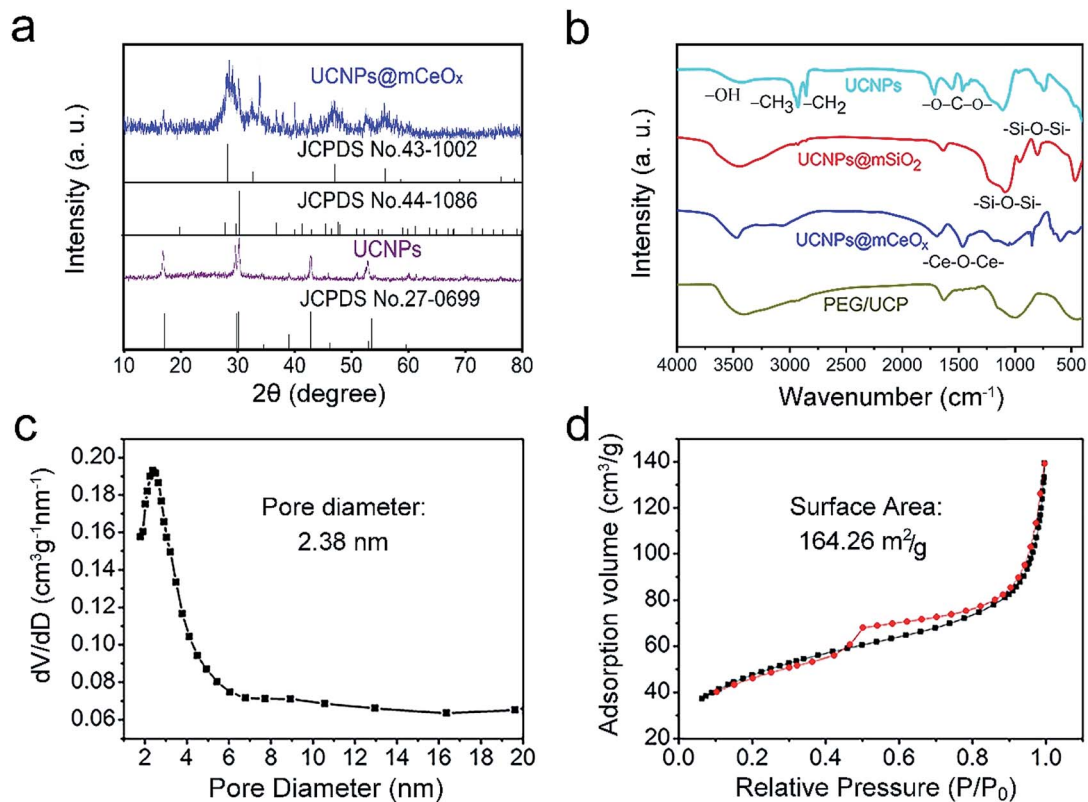 a
Intensity (a. u.)
UCNPs@mCeOx
JCPDS No.43-1002
JCPDS No.44-1086
UCNPs
JCPDS No.27-0699
10 20 30 40 50 60 70 80
2θ (degree)
b
Intensity (a. u.)
UCNPs
–OH
–CH3
–CH2
–O–C–O–
-Si-O-Si-
UCNPs@mSiO2
-Si-O-Si-
UCNPs@mCeOx
-Ce-O-Ce-
PEG/UCP
4000 3500 3000 2500 2000 1500 1000 500
Wavenumber (cm-1)
c
dV/dD (cm3g-1nm-1)
0.20
0.18
0.16
0.14
0.12
0.10
0.08
0.06
Pore diameter:
2.38 nm
2 4 6 8 10 12 14 16 18 20
Pore Diameter (nm)
d
Adsorption volume (cm3/g)
140
120
100
80
60
40
20
Surface Area:
164.26 m2/g
0.0 0.2 0.4 0.6 0.8 1.0
Relative Pressure (P/P0)